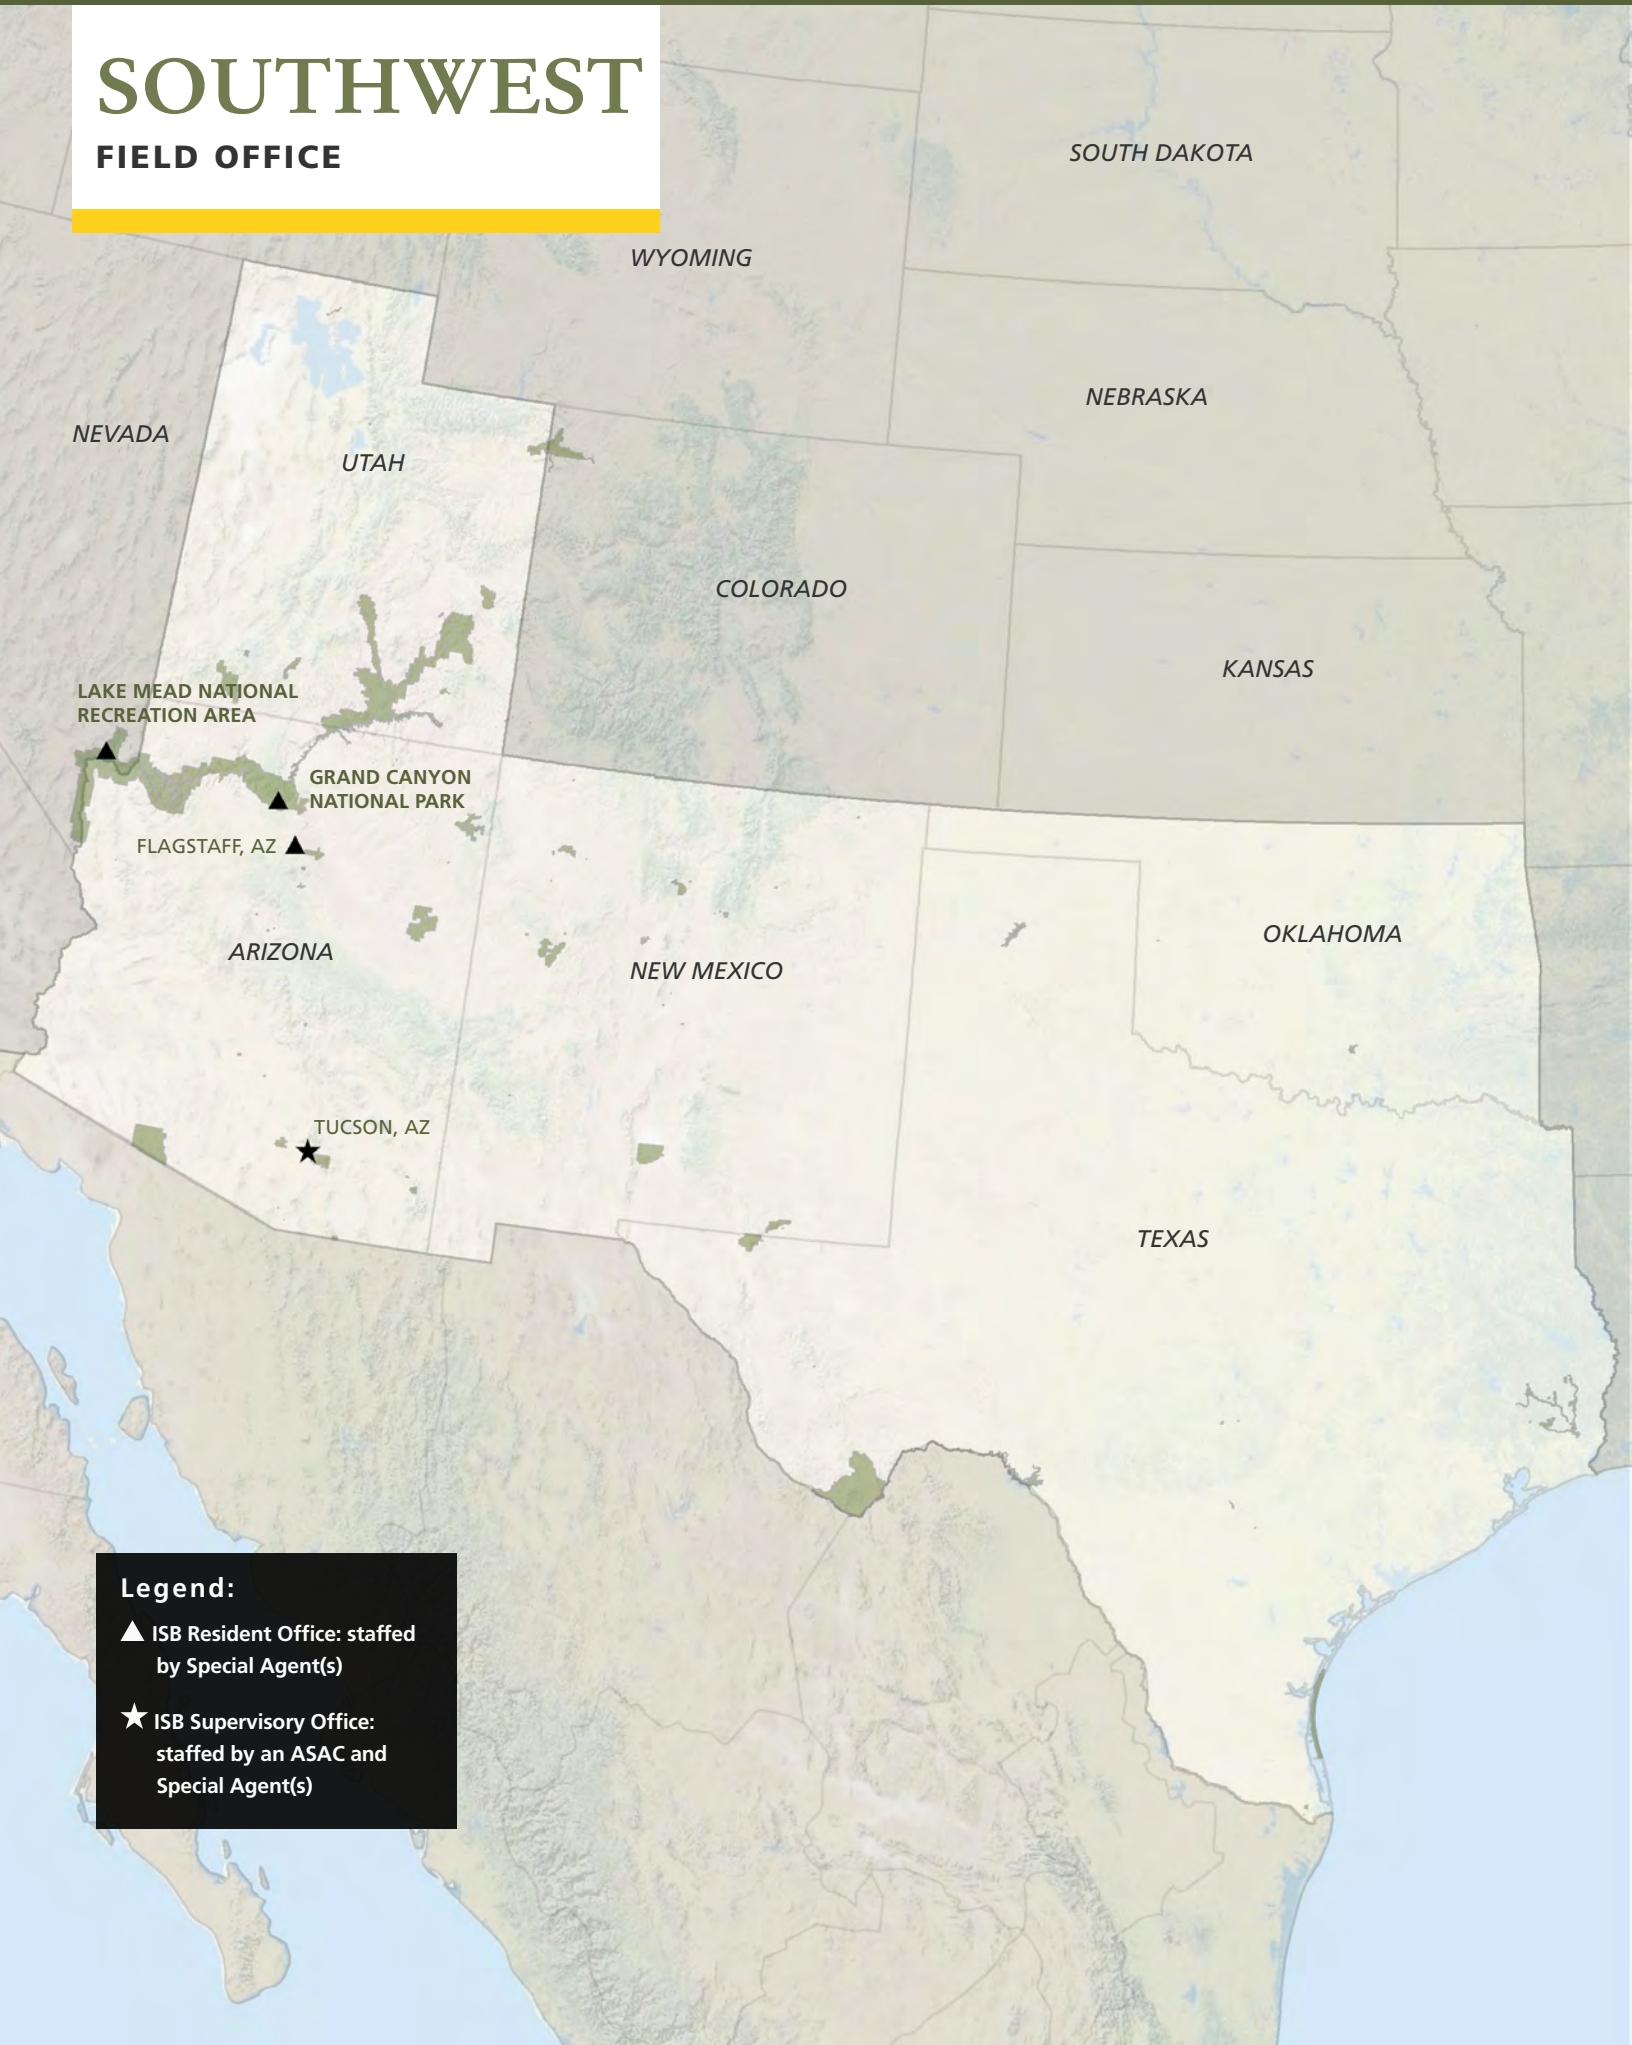 SOUTHWEST
FIELD OFFICE
SOUTH DAKOTA
WYOMING
NEBRASKA
NEVADA
UTAH
COLORADO
KANSAS
LAKE MEAD NATIONAL
RECREATION AREA
GRAND CANYON
NATIONAL PARK
FLAGSTAFF, AZ
ARIZONA
NEW MEXICO
OKLAHOMA
TUCSON, AZ
TEXAS
Legend:
ISB Resident Office: staffed
by Special Agent(s)
ISB Supervisory Office:
staffed by an ASAC and
Special Agent(s)